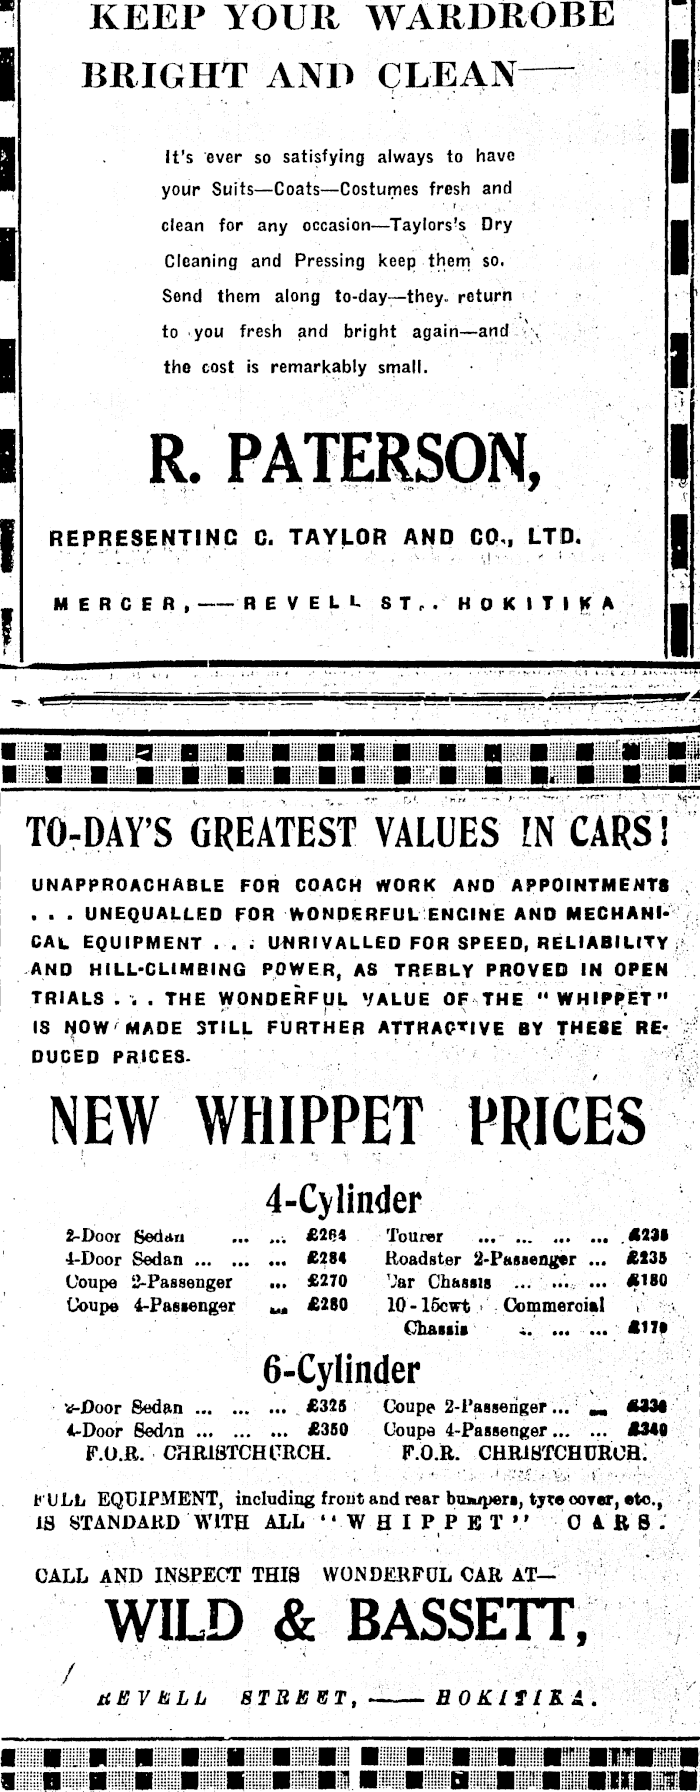 KEEP YOUR WARDROBE
BRIGHT AND CLEAN—
It's ever so satisfying always to have
your Suits—Coats—Costumes fresh and
clean for any occasion—Taylors's Dry
Cleaning and Pressing keep them so.
Send them along to-day—they. return
to you fresh and bright again—and
the cost is remarkably small.
R. PATERSON,
REPRESENTING C. TAYLOR AND CO., LTD.
MERCER,—— REVELL ST.. HOKITIKA
TO-DAY'S GREATEST VALUES IN CARS!
UNAPPROACHABLE FOR COACH WORK AND APPOINTMENTS
... UNEQUALLED FOR WONDERFUL ENGINE AND MECHANI-
CAL EQUIPMENT ... UNRIVALLED FOR SPEED, RELIABILITY
AND HILL-CLIMBING POWER, AS TREBLY PROVED IN OPEN
TRIALS ... THE WONDERFUL VALUE OF THE "WHIPPET"
IS NOW MADE STILL FURTHER ATTRACTIVE BY THESE RE-
DUCED PRICES.
NEW WHIPPET PRICES
4-Cylinder
2-Door Sedan ... ... £264 Tourer ... ... ... ... £235
4-Door Sedan ... ... ... £284 Roadster 2-Passenger ... £235
Coupe 2-Passenger ... £270 Car Chassis ... ... ... £180
Coupe 4-Passenger ... £280 10-15cwt Commercial
Chassis .. ... ...
6-Cylinder
2-Door Sedan ... ... ... £325 Coupe 2-Passenger ... ...
4-Door Sedan ... ... ... £350 Coupe 4-Passenger ... ... £340
F.O.R. CHRISTCHURCH. F.O.R. CHRISTCHURCH.
FULL EQUIPMENT, including front and rear bumpers, tyre cover, etc.,
IS STANDARD WITH ALL "WHIPPET" CARS.
CALL AND INSPECT THIS WONDERFUL CAR AT—
WILD & BASSETT,
REVELL STREET, —— HOKITIKA.